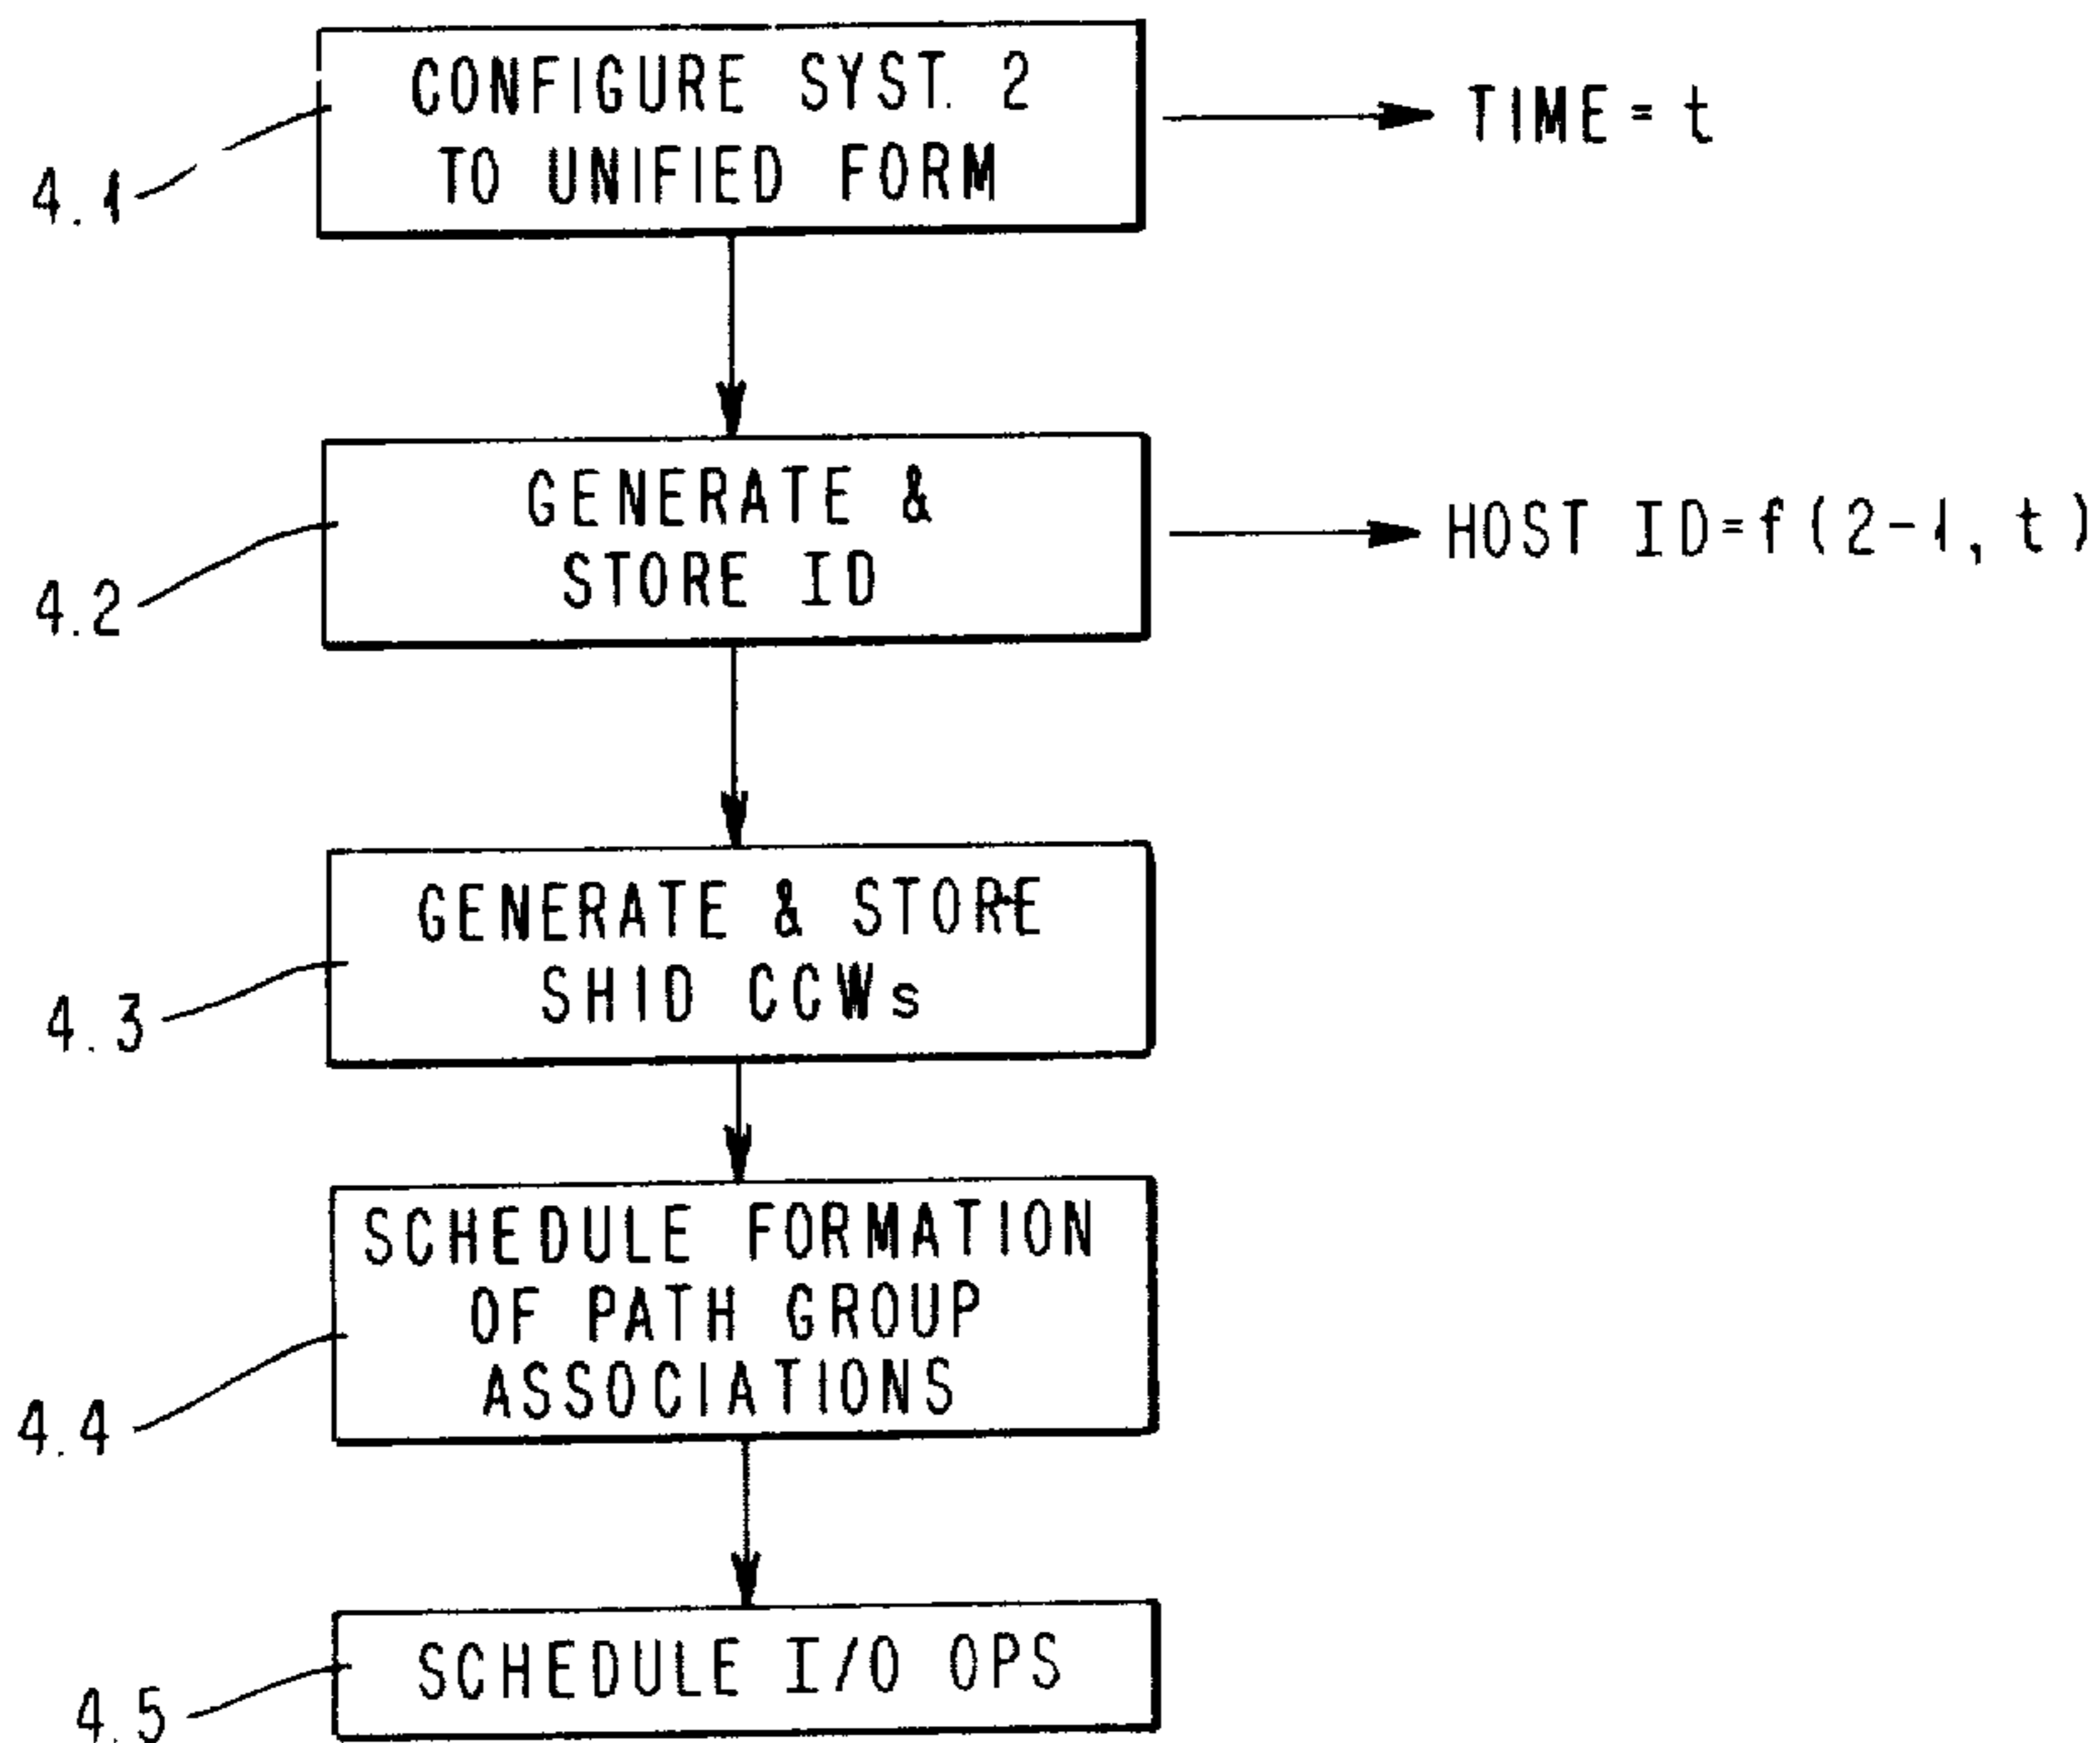 CONFIGURE SYST. 2
TO UNIFIED FORM
TIME = t
4.1
GENERATE &
STORE ID
HOST ID=f(2-1, t)
4.2
GENERATE & STORE
SHID CCWs
4.3
SCHEDULE FORMATION
OF PATH GROUP
ASSOCIATIONS
4.4
SCHEDULE I/O OPS
4.5